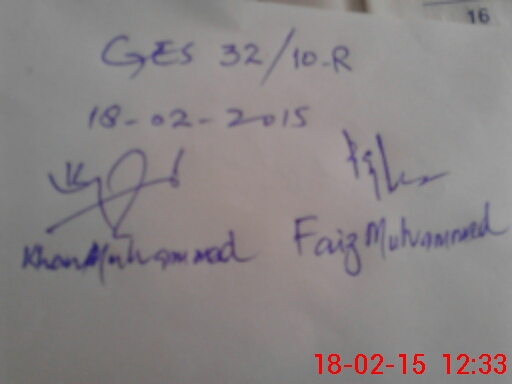 16
GES 32/10-R
18-02-2015
Khan Muhammad
Faiz Muhammad
18-02-15 12:33